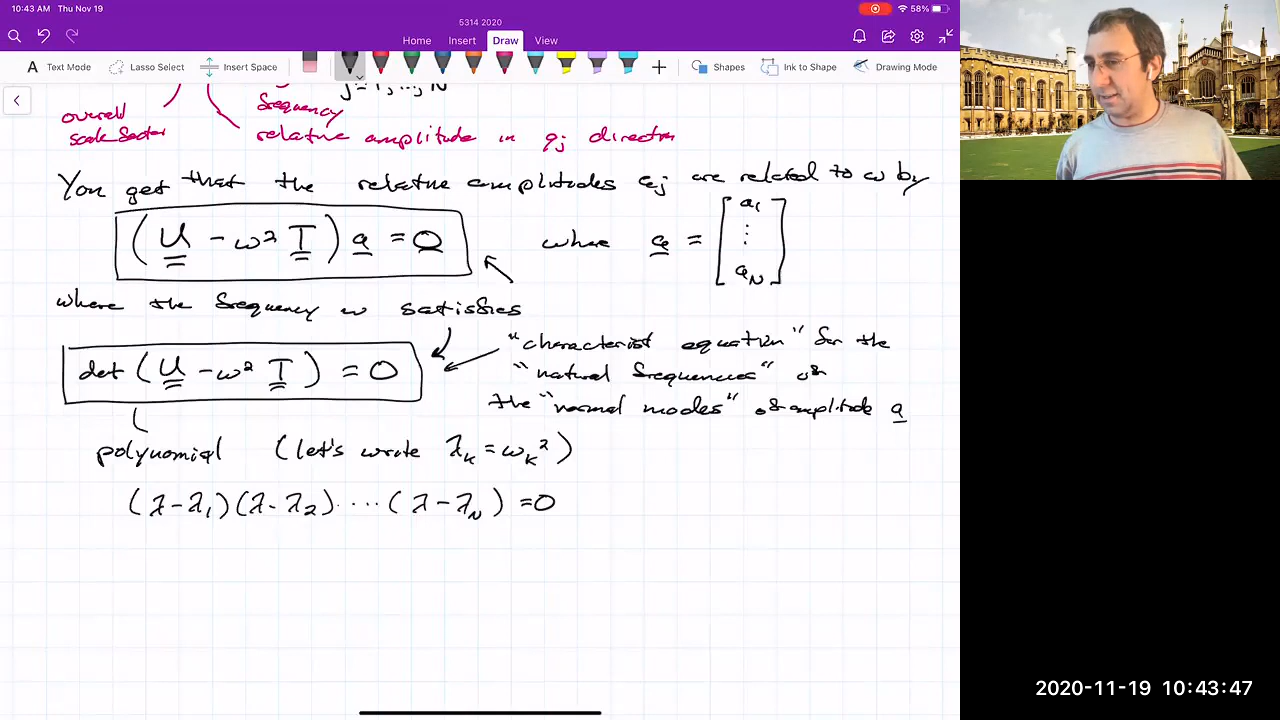 10:43 AM Thu Nov 19
58%
5314 2020
Home Insert Draw View
Text Mode Lasso Select Insert Space Shapes Ink to Shape Drawing Mode
j=1, ..., N
overall frequency
scale factor relative amplitude in qj direction
You get that the relative amplitudes aj are related to ω by
(U - ω² T) a = 0 where a = [a1 ⋮ aN]
where the frequency ω satisfies
det (U - ω² T) = 0 "characterist equation" for the
"natural frequencies" of
the "normal modes" of amplitude a
polynomial (let's write λk = ωk²)
(λ-λ1)(λ-λ2) ···· (λ-λN) = 0
2020-11-19 10:43:47